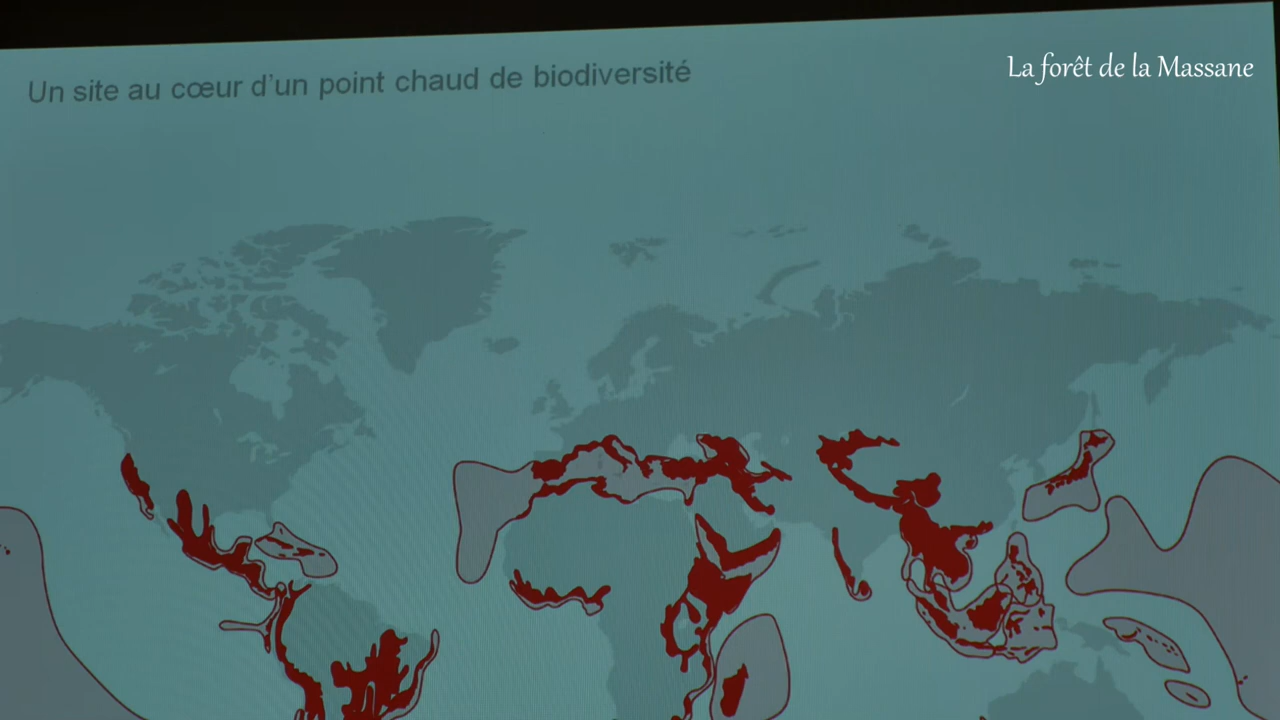 Un site au cœur d'un point chaud de biodiversité
La forêt de la Massane